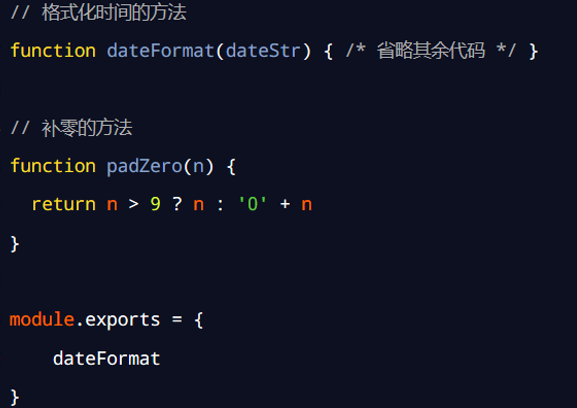 // 格式化时间的方法
function dateFormat(dateStr) { /* 省略其余代码 */ }
// 补零的方法
function padZero(n) {
  return n > 9 ? n : '0' + n
}
module.exports = {
    dateFormat
}